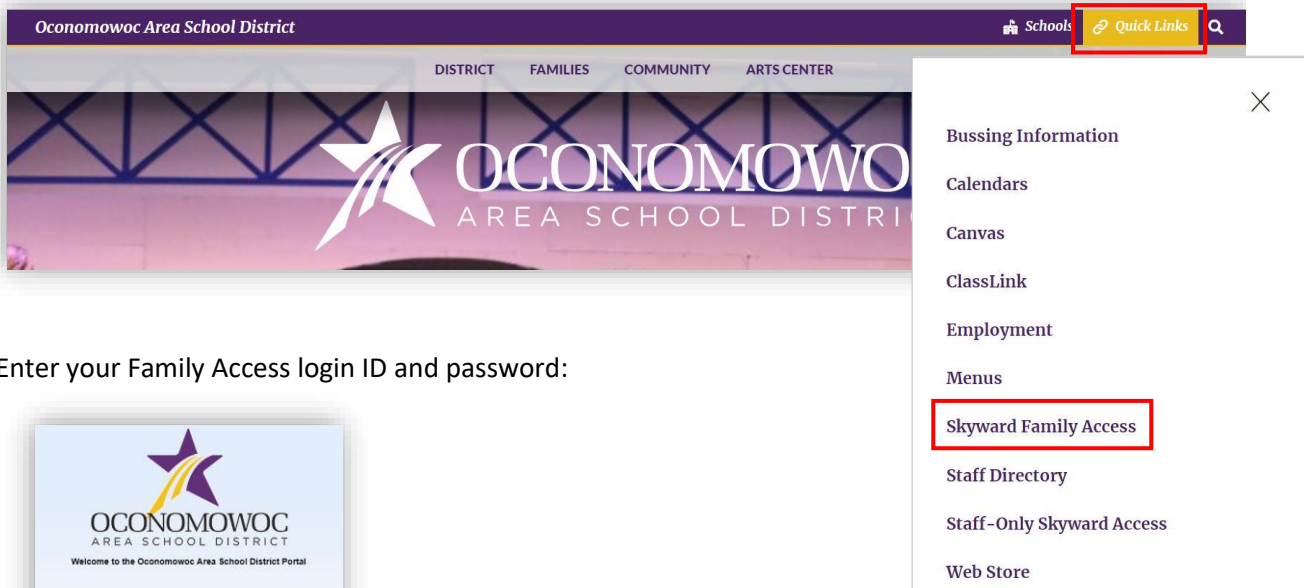 Oconomowoc Area School District
Schools
Quick Links
DISTRICT FAMILIES COMMUNITY ARTS CENTER
OCONOMOWO
AREA SCHOOL DISTRI
Bussing Information
Calendars
Canvas
ClassLink
Employment
Menus
Skyward Family Access
Staff Directory
Staff-Only Skyward Access
Web Store
Enter your Family Access login ID and password:
OCONOMOWOC
AREA SCHOOL DISTRICT
Welcome to the Oconomowoc Area School District Portal